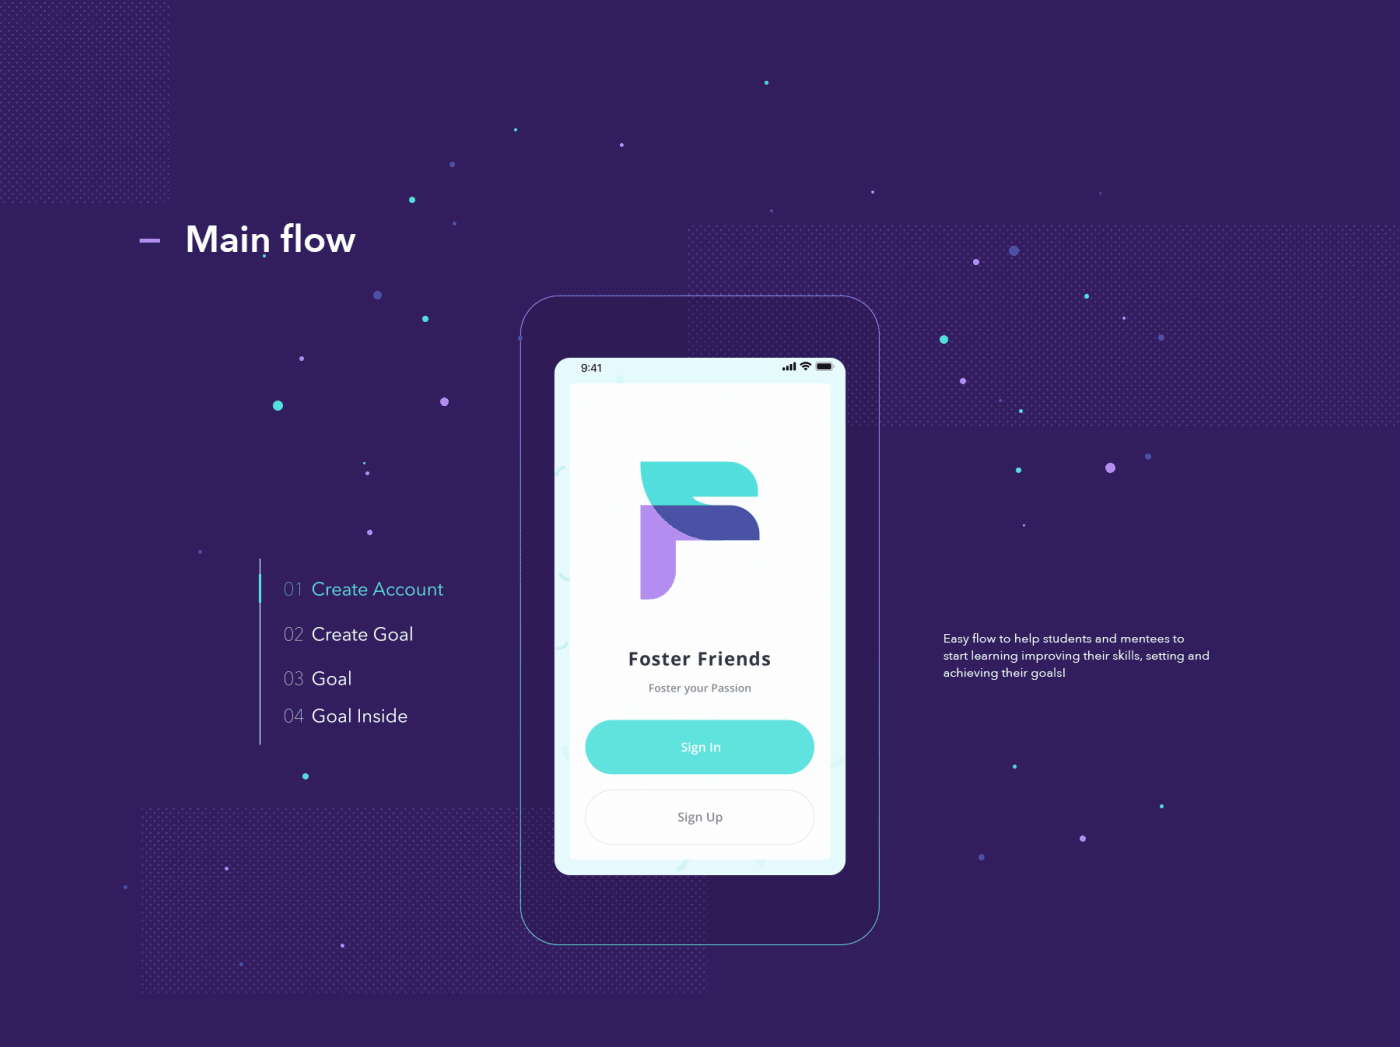 Main flow
01 Create Account
02 Create Goal
03 Goal
04 Goal Inside
9:41
Foster Friends
Foster your Passion
Sign In
Sign Up
Easy flow to help students and mentees to
start learning improving their skills, setting and
achieving their goals!